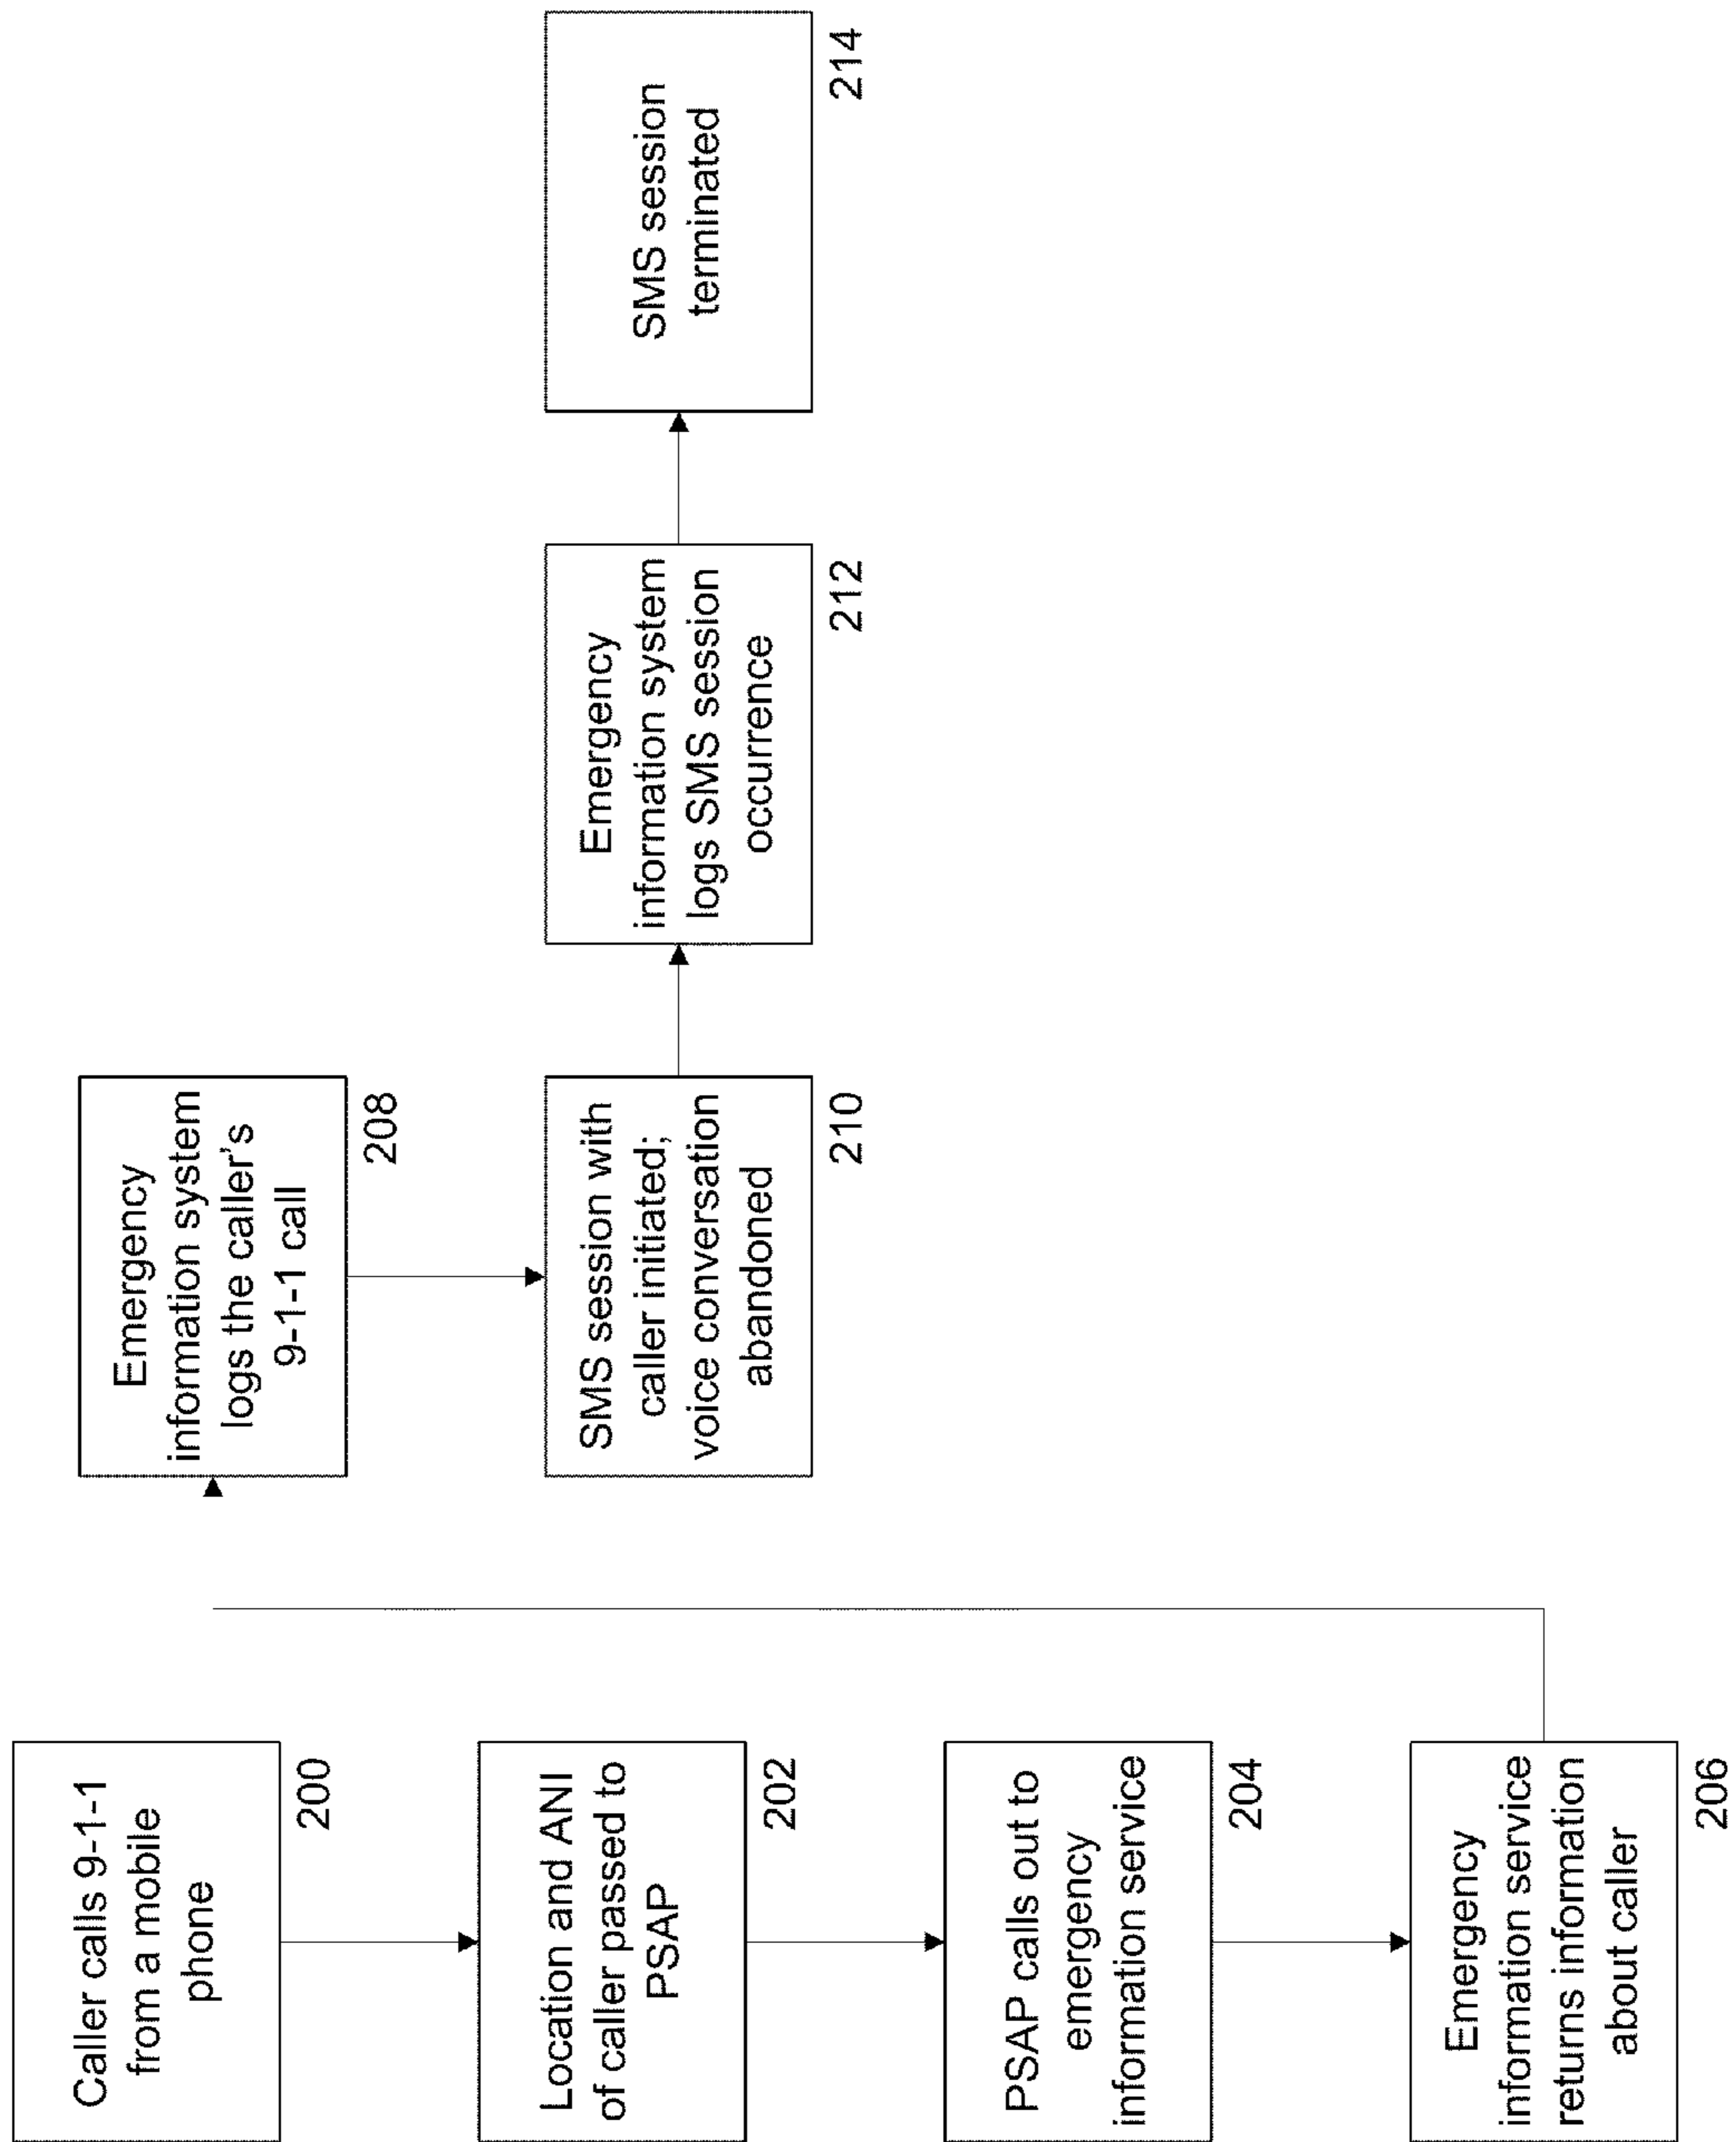 Caller calls 9-1-1
from a mobile
phone
200
Location and ANI
of caller passed to
PSAP
202
PSAP calls out to
emergency
information service
204
Emergency
information service
returns information
about caller
206
Emergency
information system
logs the caller's
9-1-1 call
208
SMS session with
caller initiated;
voice conversation
abandoned
210
Emergency
information system
logs SMS session
occurrence
212
SMS session
terminated
214